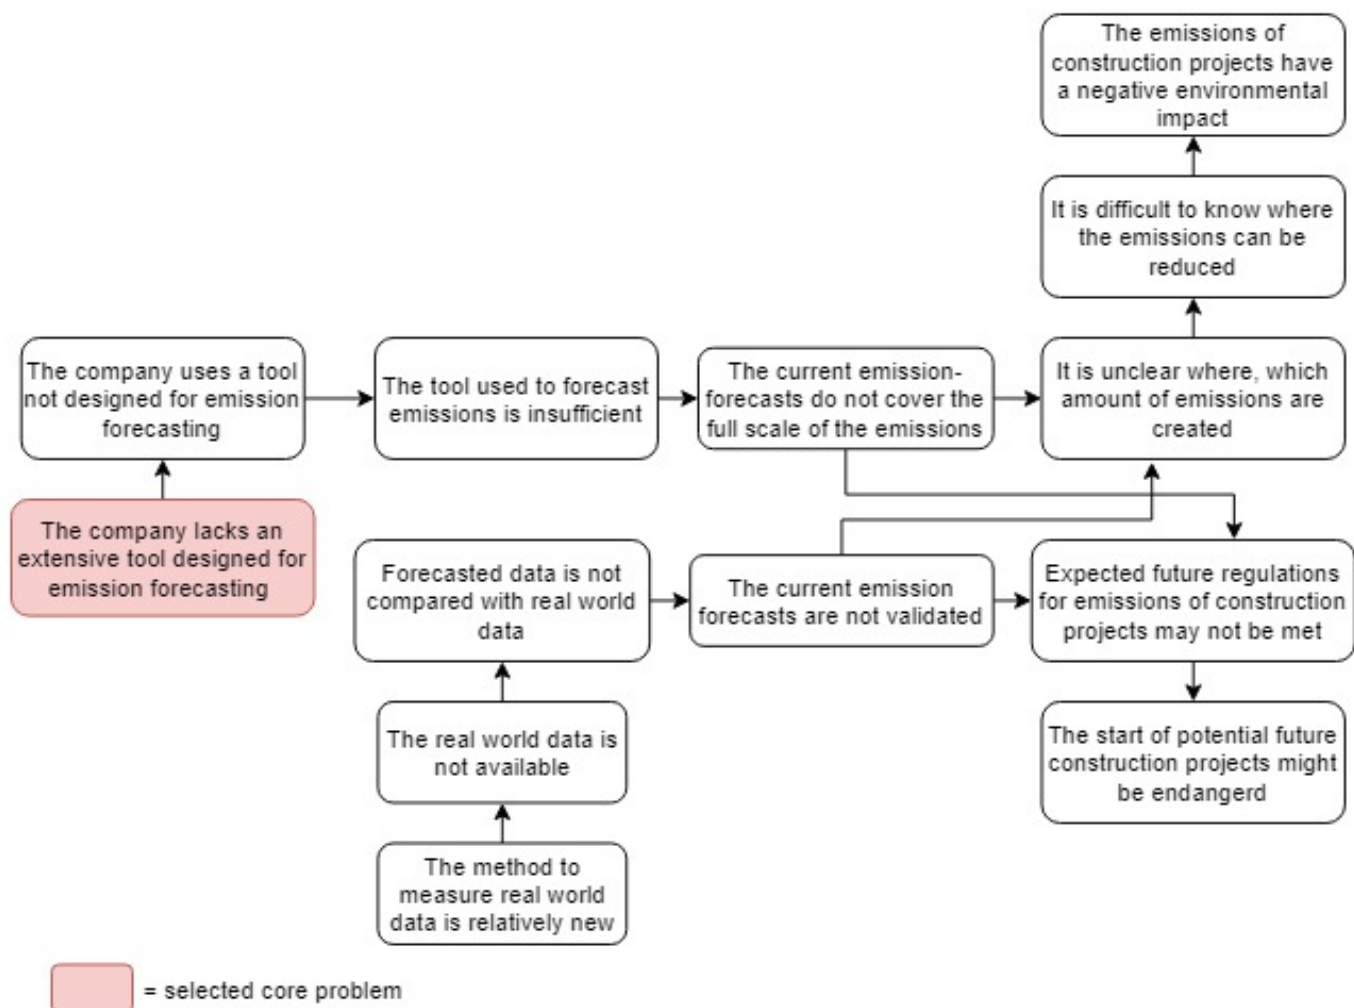 The emissions of
construction projects have
a negative environmental
impact
It is difficult to know where
the emissions can be
reduced
The company uses a tool
not designed for emission
forecasting
The tool used to forecast
emissions is insufficient
The current emission-
forecasts do not cover the
full scale of the emissions
It is unclear where, which
amount of emissions are
created
The company lacks an
extensive tool designed for
emission forecasting
Forecasted data is not
compared with real world
data
The current emission
forecasts are not validated
Expected future regulations
for emissions of construction
projects may not be met
The real world data is
not available
The start of potential future
construction projects might
be endangerd
The method to
measure real world
data is relatively new
= selected core problem